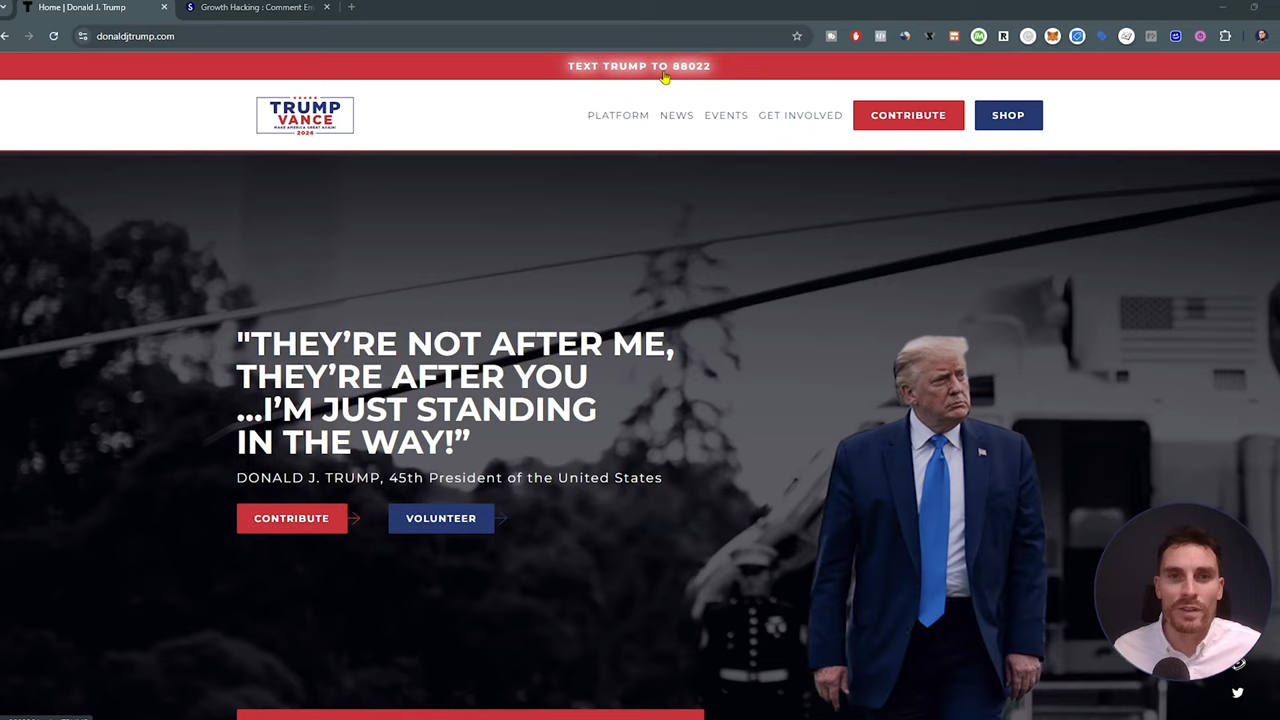 Home | Donald J. Trump
Growth Hacking : Comment Em
donaldjtrump.com
TEXT TRUMP TO 88022
TRUMP
VANCE
MAKE AMERICA GREAT AGAIN!
2024
PLATFORM
NEWS
EVENTS
GET INVOLVED
CONTRIBUTE
SHOP
"THEY’RE NOT AFTER ME,
THEY’RE AFTER YOU
...I’M JUST STANDING
IN THE WAY!”
DONALD J. TRUMP, 45th President of the United States
CONTRIBUTE
VOLUNTEER